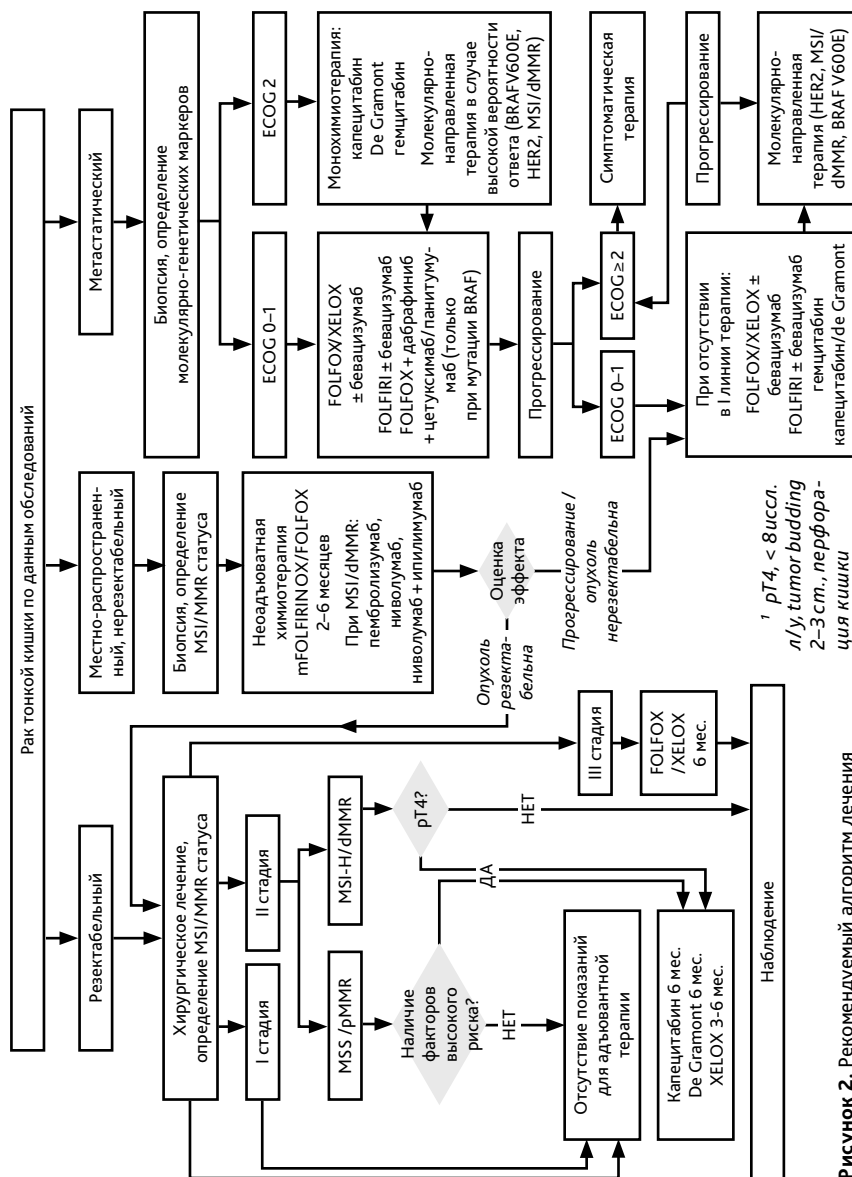 Рак тонкой кишки по данным обследований
Резектабельный
Хирургическое лечение,
определение MSI/MMR статуса
I стадия
II стадия
MSS /pMMR
MSI-H/dMMR
Наличие
факторов
высокого
риска?
pT4?
НЕТ
ДА
НЕТ
Отсутствие показаний
для адъювантной
терапии
Капецитабин 6 мес.
De Gramont 6 мес.
XELOX 3-6 мес.
III стадия
FOLFOX
/XELOX
6 мес.
Наблюдение
Местно-распространен-
ный, нерезектабельный
Биопсия, определение
MSI/MMR статуса
Неоадъюватная
химиотерапия
mFOLFIRINOX/FOLFOX
2–6 месяцев
При MSI/dMMR:
пембролизумаб,
ниволумаб,
ниволумаб + ипилимумаб
Оценка
эффекта
Опухоль
резекта-
бельна
Прогрессирование /
опухоль
нерезектабельна
Метастатический
Биопсия, определение
молекулярно-генетических маркеров
ECOG 0–1
ECOG 2
FOLFOX/XELOX
± бевацизумаб
FOLFIRI ± бевацизумаб
FOLFOX + дабрафиниб
+ цетуксимаб/панитуму-
маб (только
при мутации BRAF)
Монохимиотерапия:
капецитабин
De Gramont
гемцитабин
Молекулярно-
направленная
терапия в случае
высокой вероятности
ответа (BRAFV600E,
HER2, MSI/dMMR)
Прогрессирование
ECOG 0–1
ECOG ≥ 2
Симптоматическая
терапия
При отсутствии
в I линии терапии:
FOLFOX/XELOX ±
бевацизумаб
FOLFIRI ± бевацизумаб
гемцитабин
капецитабин/de Gramont
Прогрессирование
Молекулярно-
направленная
терапия (HER2, MSI/
dMMR, BRAF V600E)
¹ pT4, < 8 иссл.
л/у, tumor budding
2–3 ст., перфора-
ция кишки
Рисунок 2. Рекомендуемый алгоритм лечения